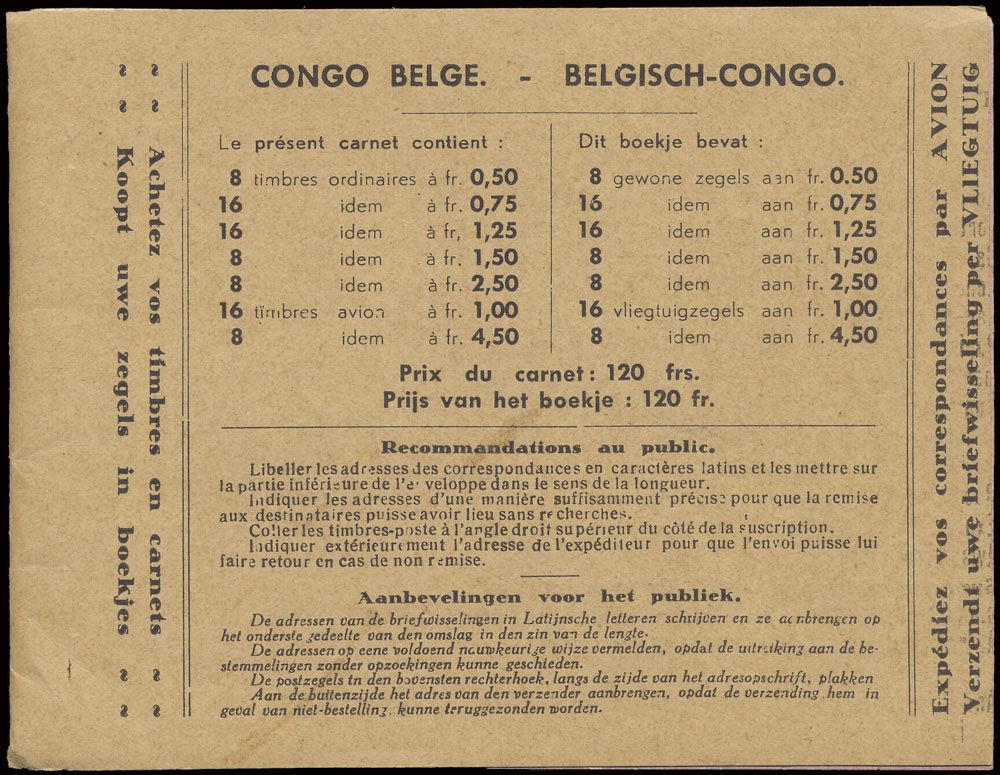 CONGO BELGE. - BELGISCH-CONGO.
Le présent carnet contient :
8 timbres ordinaires à fr. 0,50
16 idem à fr. 0,75
16 idem à fr, 1,25
8 idem à fr. 1,50
8 idem à fr. 2,50
16 timbres avion à fr. 1,00
8 idem à fr. 4,50
Dit boekje bevat :
8 gewone zegels aan fr. 0.50
16 idem aan fr. 0,75
16 idem aan fr. 1,25
8 idem aan fr. 1,50
8 idem aan fr. 2,50
16 vliegtuigzegels aan fr. 1,00
8 idem aan fr. 4,50
Prix du carnet : 120 frs.
Prijs van het boekje : 120 fr.
Recommandations au public.
Libeller les adresses des correspondances en caractères latins et les mettre sur
la partie inférieure de l'enveloppe dans le sens de la longueur.
Indiquer les adresses d'une manière suffisamment précise pour que la remise
aux destinataires puisse avoir lieu sans recherches.
Coller les timbres-poste à l'angle droit supérieur du côté de la suscription.
Indiquer extérieurement l'adresse de l'expéditeur pour que l'envoi puisse lui
faire retour en cas de non remise.
Aanbevelingen voor het publiek.
De adressen van de briefwisselingen in Latijnsche letteren schrijven en ze aanbrengen op
het onderste gedeelte van den omslag in den zin van de lengte.
De adressen op eene voldoend nauwkeurige wijze vermelden, opdat de uitreiking aan de be-
stemmelingen zonder opzoekingen kunne geschieden.
De postzegels in den bovensten rechterhoek, langs de zijde van het adresopschrift, plakken
Aan de buitenzijde het adres van den verzender aanbrengen, opdat de verzending hem in
geval van niet-bestelling, kunne teruggezonden worden.
Achetez vos timbres en carnets
Koopt uwe zegels in boekjes
Expédiez vos correspondances par AVION
Verzendt uwe briefwisseling per VLIEGTUIG